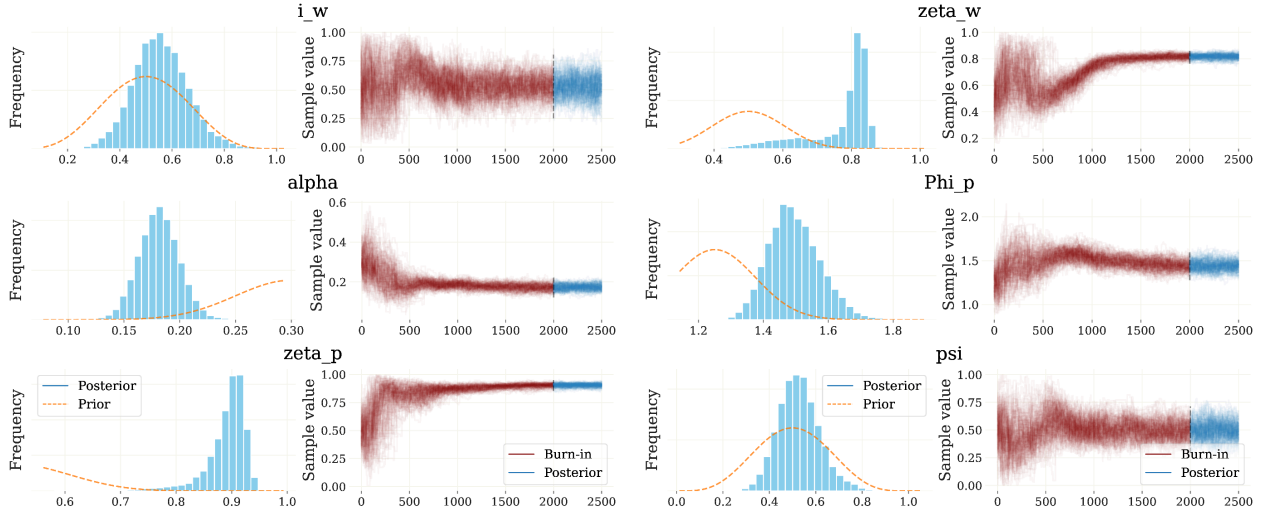 i_w
Frequency
0.2 0.4 0.6 0.8 1.0
Sample value
1.00
0.75
0.50
0.25
0.00
0 500 1000 1500 2000 2500
zeta_w
Frequency
0.4 0.6 0.8 1.0
Sample value
1.0
0.8
0.6
0.4
0.2
0 500 1000 1500 2000 2500
alpha
Frequency
0.10 0.15 0.20 0.25 0.30
Sample value
0.6
0.4
0.2
0 500 1000 1500 2000 2500
Phi_p
Frequency
1.2 1.4 1.6 1.8
Sample value
2.0
1.5
1.0
0 500 1000 1500 2000 2500
zeta_p
Frequency
Posterior
Prior
0.6 0.7 0.8 0.9 1.0
Sample value
1.00
0.75
0.50
0.25
0.00
Burn-in
Posterior
0 500 1000 1500 2000 2500
psi
Frequency
Posterior
Prior
0.0 0.2 0.4 0.6 0.8 1.0
Sample value
1.00
0.75
0.50
0.25
0.00
Burn-in
Posterior
0 500 1000 1500 2000 2500